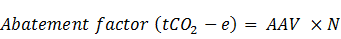 Abatement factor (tCO₂ − e) = AAV × N